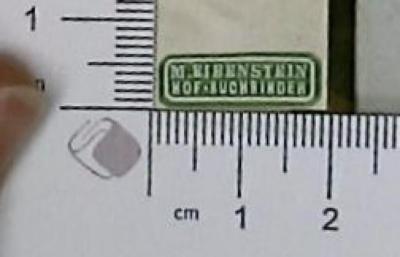 1
M. EIBENSTEIN
HOF-BUCHBINDER
cm 1 2